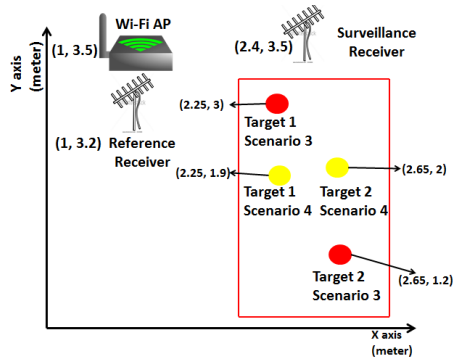 Wi-Fi AP
(1, 3.5)
Surveillance
Receiver
(2.4, 3.5)
Y axis
(meter)
(1, 3.2)
Reference
Receiver
(2.25, 3)
Target 1
Scenario 3
(2.25, 1.9)
Target 1
Scenario 4
Target 2
Scenario 4
(2.65, 2)
Target 2
Scenario 3
(2.65, 1.2)
X axis
(meter)